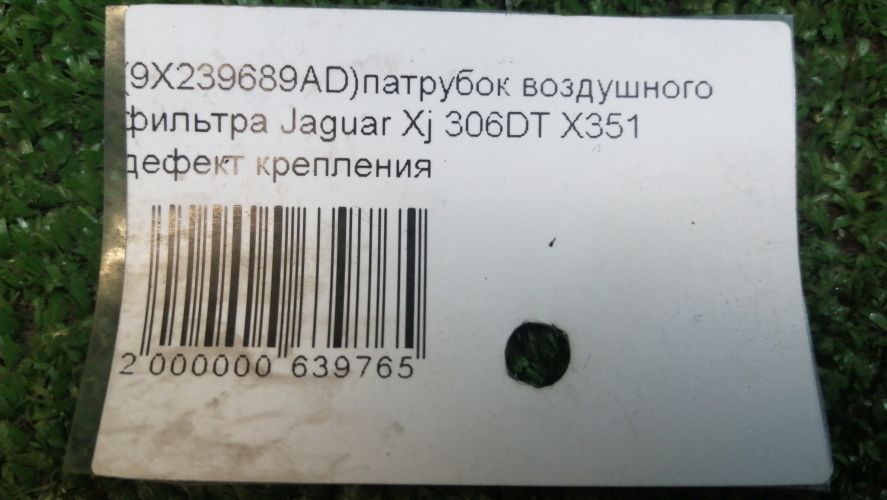 (9X239689AD)патрубок воздушного
фильтра Jaguar Xj 306DT X351
дефект крепления
2 000000 639765